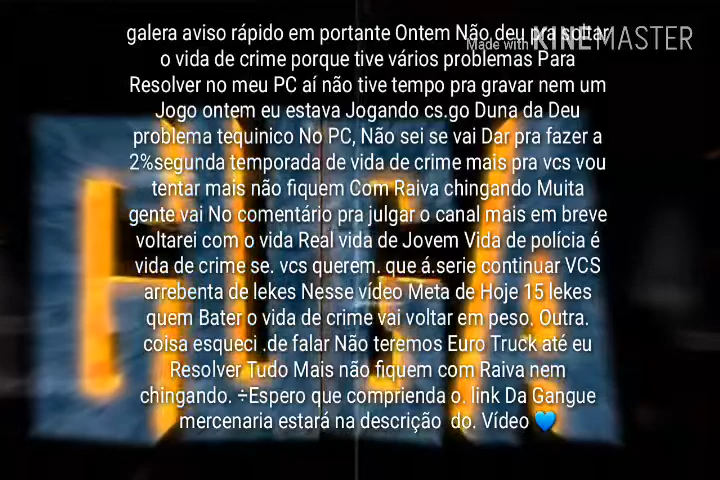 galera aviso rápido em portante Ontem Não deu pra soltar
Made with KINEMASTER
o vida de crime porque tive vários problemas Para
Resolver no meu PC aí não tive tempo pra gravar nem um
Jogo ontem eu estava Jogando cs.go Duna da Deu
problema tequinico No PC, Não sei se vai Dar pra fazer a
2%segunda temporada de vida de crime mais pra vcs vou
tentar mais não fiquem Com Raiva chingando Muita
gente vai No comentário pra julgar o canal mais em breve
voltarei com o vida Real vida de Jovem Vida de polícia é
vida de crime se. vcs querem. que á.serie continuar VCS
arrebenta de lekes Nesse vídeo Meta de Hoje 15 lekes
quem Bater o vida de crime vai voltar em peso. Outra.
coisa esqueci .de falar Não teremos Euro Truck até eu
Resolver Tudo Mais não fiquem com Raiva nem
chingando. ÷Espero que comprienda o. link Da Gangue
mercenaria estará na descrição do. Vídeo 💙